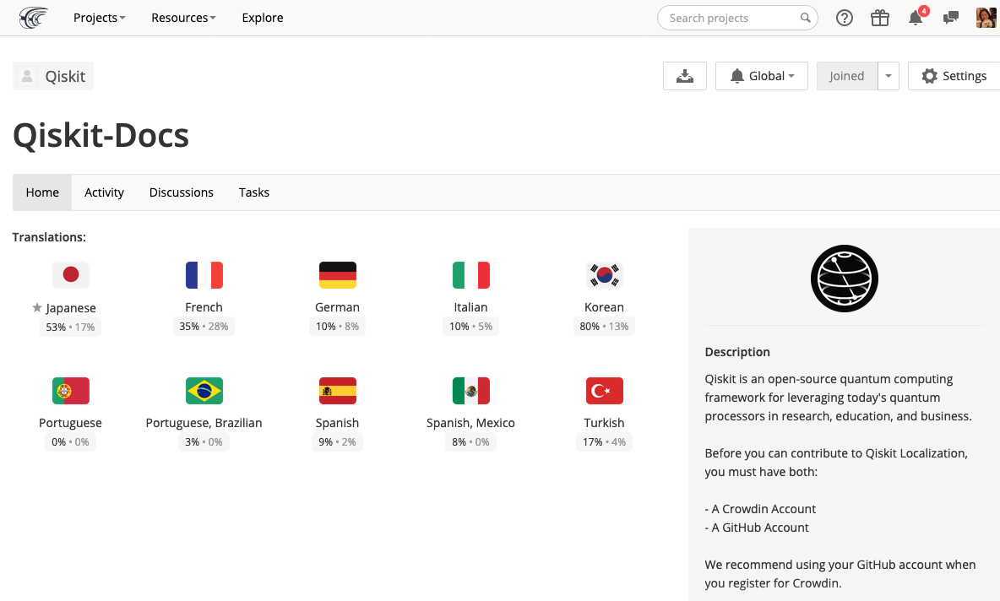 Projects Resources Explore Search projects 4
Qiskit Global Joined Settings
Qiskit-Docs
Home Activity Discussions Tasks
Translations:
Japanese French German Italian Korean
53% • 17% 35% • 28% 10% • 8% 10% • 5% 80% • 13%
Portuguese Portuguese, Brazilian Spanish Spanish, Mexico Turkish
0% • 0% 3% • 0% 9% • 2% 8% • 0% 17% • 4%
Description
Qiskit is an open-source quantum computing
framework for leveraging today's quantum
processors in research, education, and business.
Before you can contribute to Qiskit Localization,
you must have both:
- A Crowdin Account
- A GitHub Account
We recommend using your GitHub account when
you register for Crowdin.